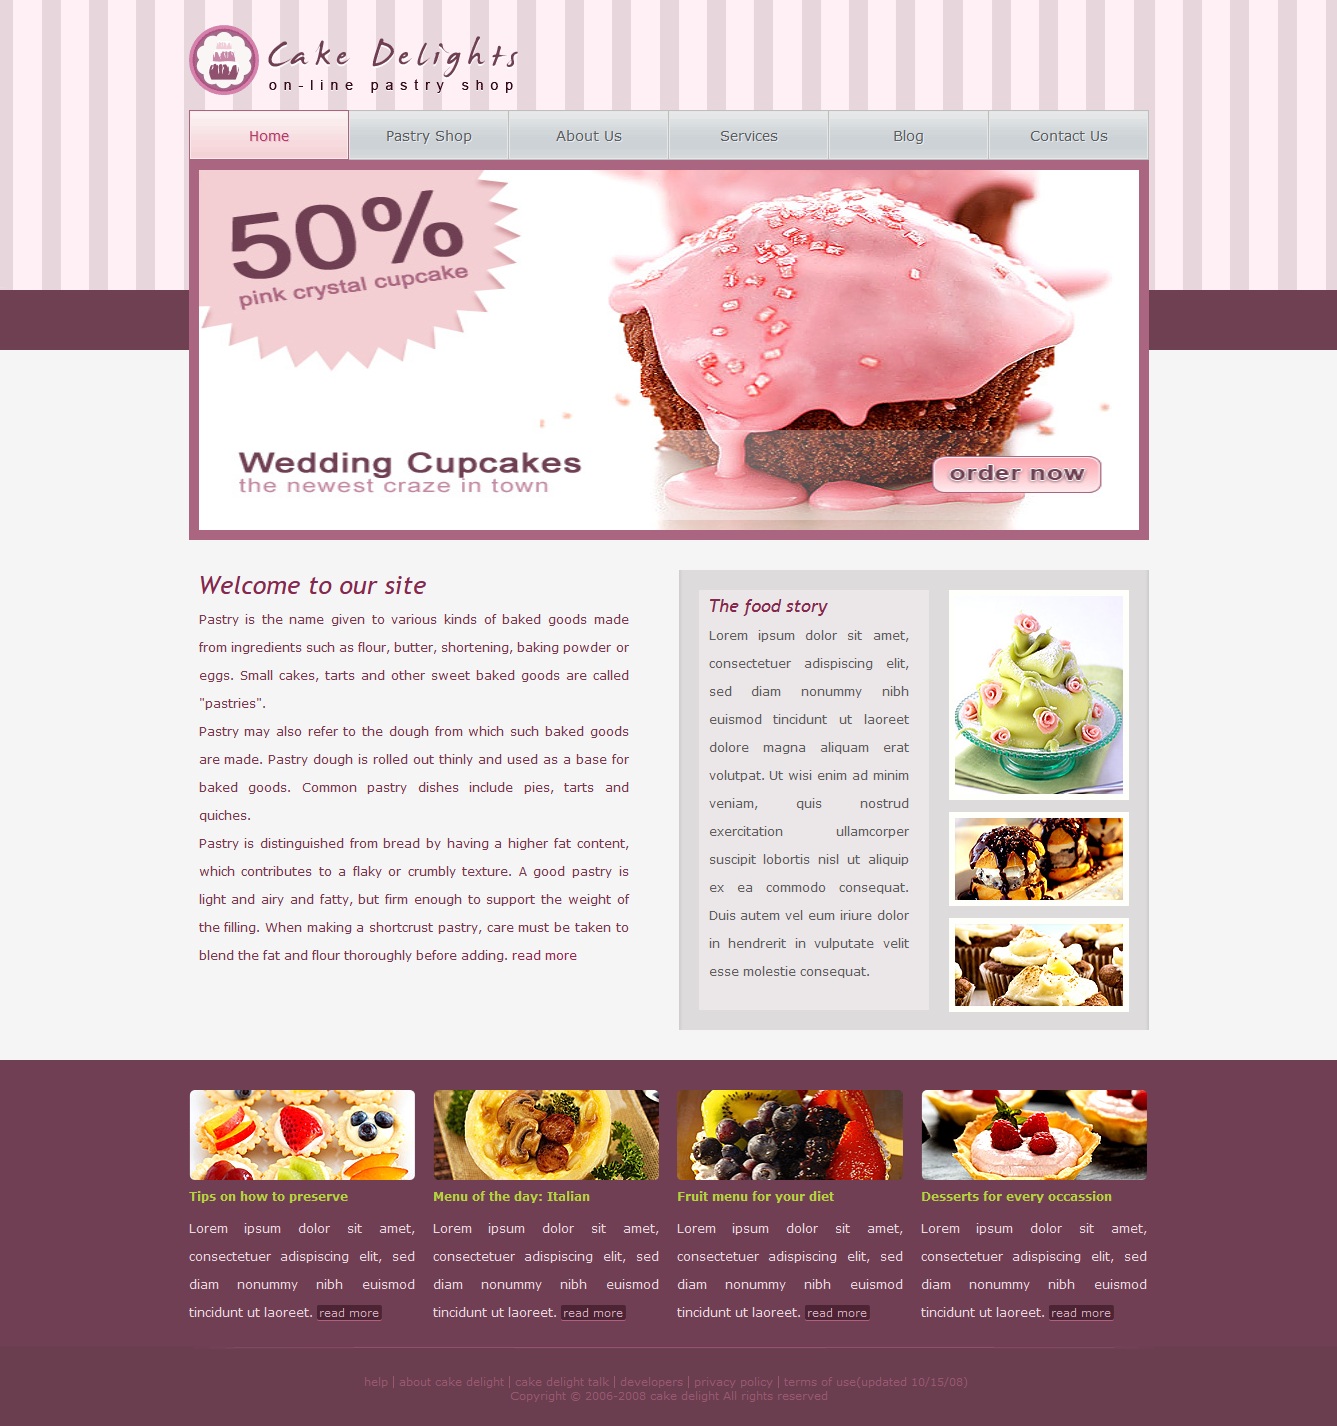 Cake Delights
on-line pastry shop
Home
Pastry Shop
About Us
Services
Blog
Contact Us
50%
pink crystal cupcake
Wedding Cupcakes
the newest craze in town
order now
Welcome to our site
Pastry is the name given to various kinds of baked goods made
from ingredients such as flour, butter, shortening, baking powder or
eggs. Small cakes, tarts and other sweet baked goods are called
"pastries".
Pastry may also refer to the dough from which such baked goods
are made. Pastry dough is rolled out thinly and used as a base for
baked goods. Common pastry dishes include pies, tarts and
quiches.
Pastry is distinguished from bread by having a higher fat content,
which contributes to a flaky or crumbly texture. A good pastry is
light and airy and fatty, but firm enough to support the weight of
the filling. When making a shortcrust pastry, care must be taken to
blend the fat and flour thoroughly before adding. read more
The food story
Lorem ipsum dolor sit amet,
consectetuer adispiscing elit,
sed diam nonummy nibh
euismod tincidunt ut laoreet
dolore magna aliquam erat
volutpat. Ut wisi enim ad minim
veniam, quis nostrud
exercitation ullamcorper
suscipit lobortis nisl ut aliquip
ex ea commodo consequat.
Duis autem vel eum iriure dolor
in hendrerit in vulputate velit
esse molestie consequat.
Tips on how to preserve
Lorem ipsum dolor sit amet,
consectetuer adispiscing elit, sed
diam nonummy nibh euismod
tincidunt ut laoreet. read more
Menu of the day: Italian
Lorem ipsum dolor sit amet,
consectetuer adispiscing elit, sed
diam nonummy nibh euismod
tincidunt ut laoreet. read more
Fruit menu for your diet
Lorem ipsum dolor sit amet,
consectetuer adispiscing elit, sed
diam nonummy nibh euismod
tincidunt ut laoreet. read more
Desserts for every occassion
Lorem ipsum dolor sit amet,
consectetuer adispiscing elit, sed
diam nonummy nibh euismod
tincidunt ut laoreet. read more
help | about cake delight | cake delight talk | developers | privacy policy | terms of use(updated 10/15/08)
Copyright © 2006-2008 cake delight All rights reserved